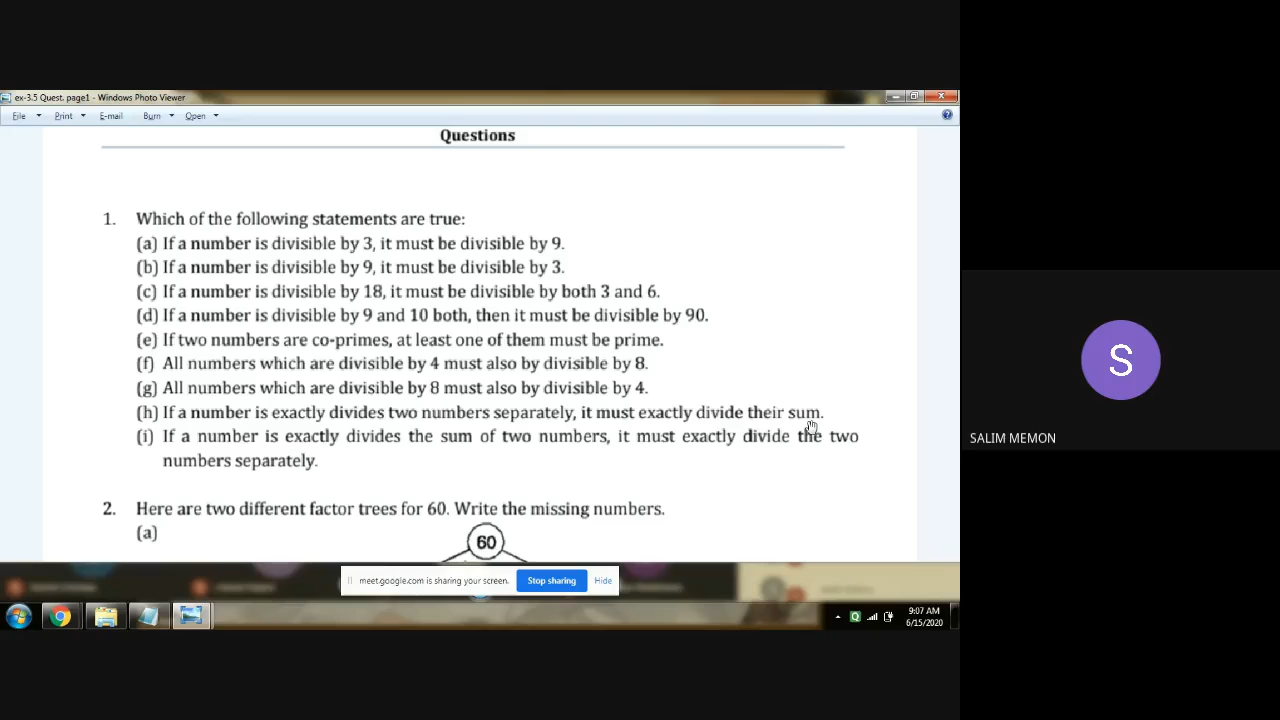 ex-3.5 Quest. page1 - Windows Photo Viewer
File Print E-mail Burn Open
Questions
1. Which of the following statements are true:
(a) If a number is divisible by 3, it must be divisible by 9.
(b) If a number is divisible by 9, it must be divisible by 3.
(c) If a number is divisible by 18, it must be divisible by both 3 and 6.
(d) If a number is divisible by 9 and 10 both, then it must be divisible by 90.
(e) If two numbers are co-primes, at least one of them must be prime.
(f) All numbers which are divisible by 4 must also by divisible by 8.
(g) All numbers which are divisible by 8 must also by divisible by 4.
(h) If a number is exactly divides two numbers separately, it must exactly divide their sum.
(i) If a number is exactly divides the sum of two numbers, it must exactly divide the two
numbers separately.
2. Here are two different factor trees for 60. Write the missing numbers.
(a)
60
meet.google.com is sharing your screen. Stop sharing Hide
9:07 AM
6/15/2020
S
SALIM MEMON